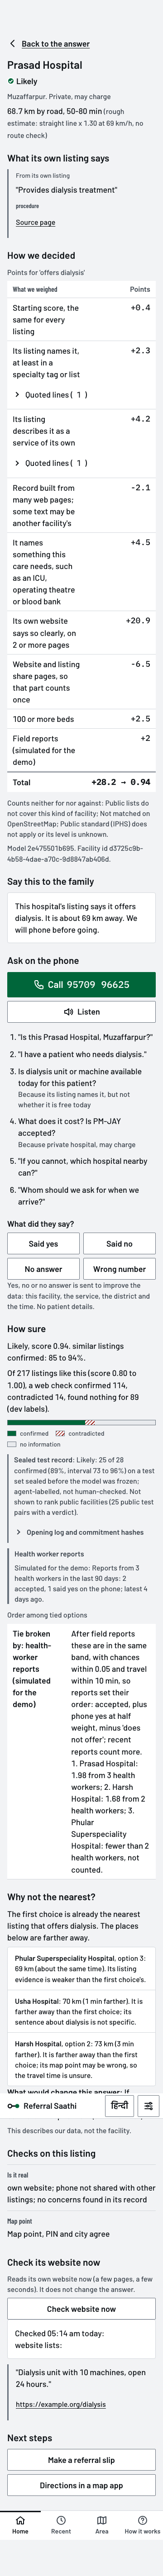 Back to the answer
Prasad Hospital
Likely
Muzaffarpur. Private, may charge
68.7 km by road, 50-80 min (rough
estimate: straight line x 1.30 at 69 km/h, no
route check)
What its own listing says
From its own listing
"Provides dialysis treatment"
procedure
Source page
How we decided
Points for 'offers dialysis'
What we weighed Points
Starting score, the +0.4
same for every
listing
Its listing names it, +2.3
at least in a
specialty tag or list
Quoted lines ( 1 )
Its listing +4.2
describes it as a
service of its own
Quoted lines ( 1 )
Record built from -2.1
many web pages;
some text may be
another facility's
It names +4.5
something this
care needs, such
as an ICU,
operating theatre
or blood bank
Its own website +20.9
says so clearly, on
2 or more pages
Website and listing -6.5
share pages, so
that part counts
once
100 or more beds +2.5
Field reports +2
(simulated for the
demo)
Total +28.2 → 0.94
Counts neither for nor against: Public lists do
not cover this kind of facility; Not matched on
OpenStreetMap; Public standard (IPHS) does
not apply or its level is unknown.
Model 2e475501b695. Facility id d3725c9b-
4b58-4dae-a70c-9d8847ab406d.
Say this to the family
This hospital's listing says it offers
dialysis. It is about 69 km away. We
will phone before going.
Ask on the phone
Call 95709 96625
Listen
1. "Is this Prasad Hospital, Muzaffarpur?"
2. "I have a patient who needs dialysis."
3. Is dialysis unit or machine available
today for this patient?
Because its listing names it, but not
whether it is free today
4. What does it cost? Is PM-JAY
accepted?
Because private hospital, may charge
5. "If you cannot, which hospital nearby
can?"
6. "Whom should we ask for when we
arrive?"
What did they say?
Said yes Said no
No answer Wrong number
Yes, no or no answer is sent to improve the
data: this facility, the service, the district and
the time. No patient details.
How sure
Likely, score 0.94. similar listings
confirmed: 85 to 94%.
Of 217 listings like this (score 0.80 to
1.00), a web check confirmed 114,
contradicted 14, found nothing for 89
(dev labels).
confirmed contradicted
no information
Sealed test record: Likely: 25 of 28
confirmed (89%, interval 73 to 96%) on a test
set sealed before the model was frozen;
agent-labelled, not human-checked. Not
shown to rank public facilities (25 public test
pairs with a verdict).
Opening log and commitment hashes
Health worker reports
Simulated for the demo: Reports from 3
health workers in the last 90 days: 2
accepted, 1 said yes on the phone; latest 4
days ago.
Order among tied options
Tie broken After field reports
by: health- these are in the same
worker band, with chances
reports within 0.05 and travel
(simulated within 10 min, so
for the reports set their
demo) order: accepted, plus
phone yes at half
weight, minus 'does
not offer'; recent
reports count more.
1. Prasad Hospital:
1.98 from 3 health
workers; 2. Harsh
Hospital: 1.68 from 2
health workers; 3.
Phular
Superspeciality
Hospital: fewer than 2
health workers, not
counted.
Why not the nearest?
The first choice is already the nearest
listing that offers dialysis. The places
below are farther away.
Phular Superspeciality Hospital, option 3:
69 km (about the same time). Its listing
evidence is weaker than the first choice's.
Usha Hospital: 70 km (1 min farther). It is
farther away than the first choice; its
sentence about dialysis is not specific.
Harsh Hospital, option 2: 73 km (3 min
farther). It is farther away than the first
choice; its map point may be wrong, so
the travel time is unsure.
What would change this answer: If
Referral Saathi हिन्दी
This describes our data, not the facility.
Checks on this listing
Is it real
own website; phone not shared with other
listings; no concerns found in its record
Map point
Map point, PIN and city agree
Check its website now
Reads its own website now (a few pages, a few
seconds). It does not change the answer.
Check website now
Checked 05:14 am today:
website lists:
"Dialysis unit with 10 machines, open
24 hours."
https://example.org/dialysis
Next steps
Make a referral slip
Directions in a map app
Home Recent Area How it works